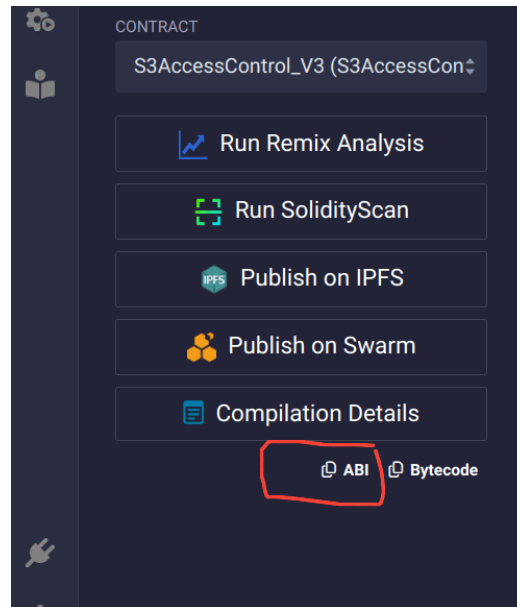 CONTRACT
S3AccessControl_V3 (S3AccessCon
Run Remix Analysis
Run SolidityScan
IPFS Publish on IPFS
Publish on Swarm
Compilation Details
ABI Bytecode